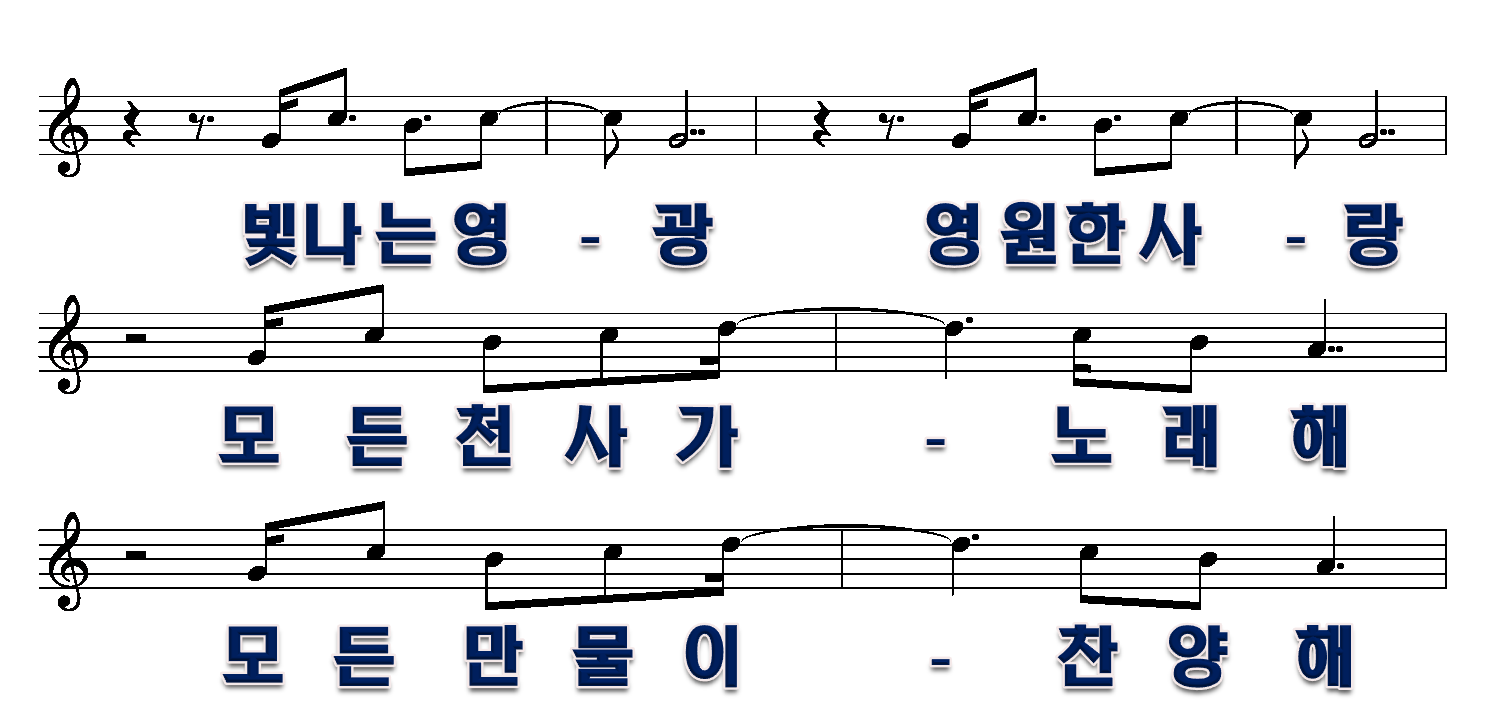 빛나는영 - 광 영원한사 - 랑
모 든 천 사 가 - 노 래 해
모 든 만 물 이 - 찬 양 해